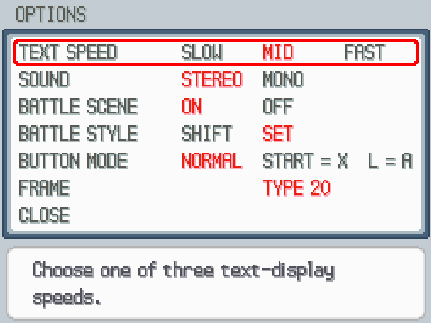 OPTIONS
TEXT SPEED SLOW MID FAST
SOUND STEREO MONO
BATTLE SCENE ON OFF
BATTLE STYLE SHIFT SET
BUTTON MODE NORMAL START = X L = A
FRAME TYPE 20
CLOSE
Choose one of three text-display
speeds.